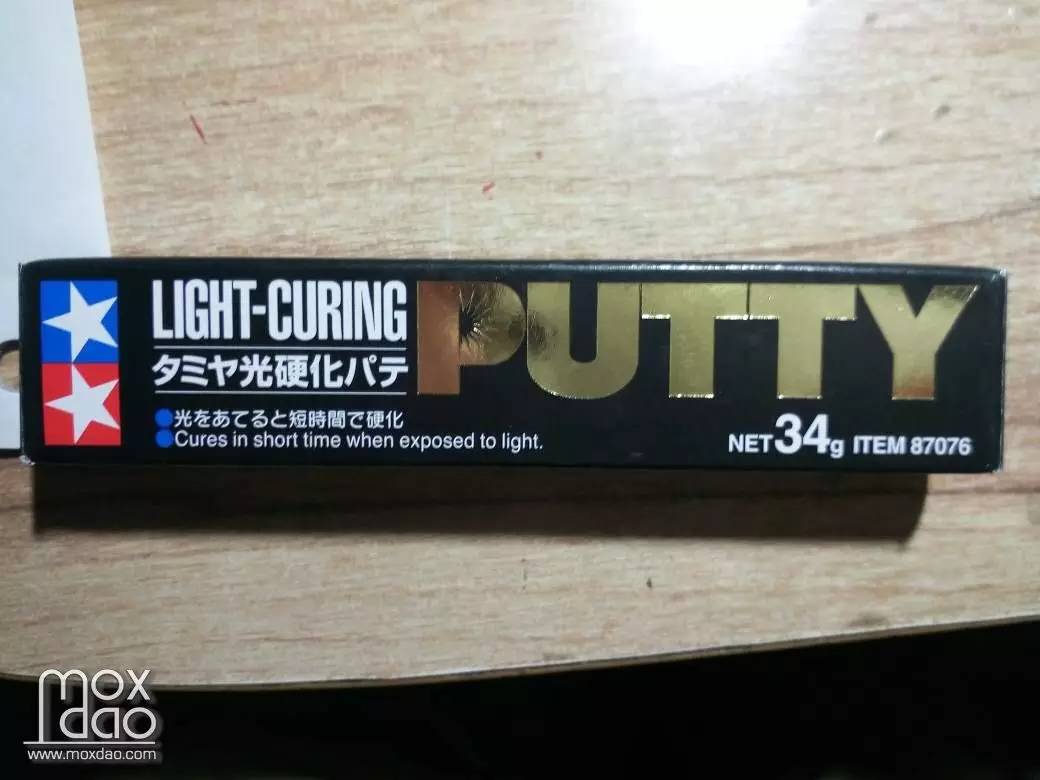 LIGHT-CURING PUTTY
タミヤ光硬化パテ
●光をあてると短時間で硬化
●Cures in short time when exposed to light.
NET 34g ITEM 87076
mox
dao
www.moxdao.com